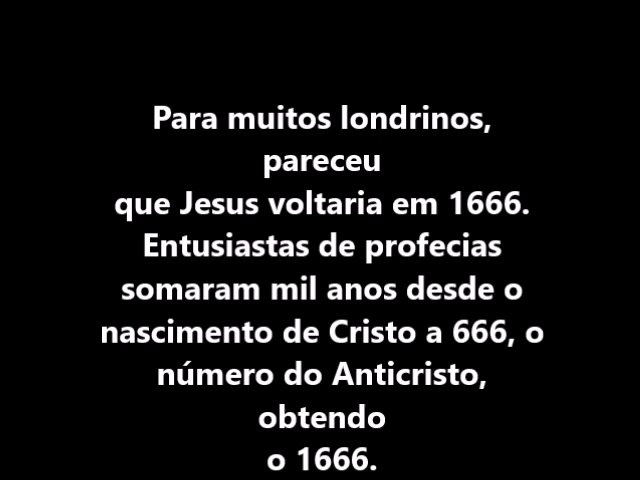 Para muitos londrinos,
pareceu
que Jesus voltaria em 1666.
Entusiastas de profecias
somaram mil anos desde o
nascimento de Cristo a 666, o
número do Anticristo,
obtendo
o 1666.